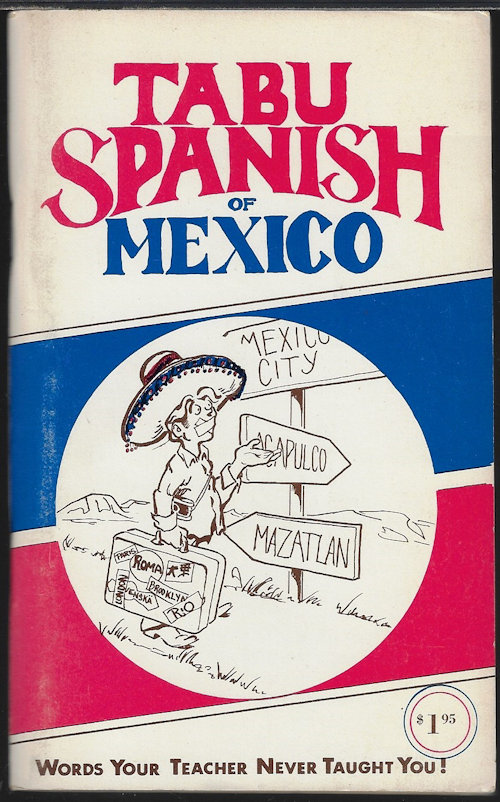 TABU
SPANISH
OF
MEXICO
MEXICO
CITY
ACAPULCO
MAZATLAN
PARIS
ROMA
LONDON
BROOKLYN
RIO
$1.95
WORDS YOUR TEACHER NEVER TAUGHT YOU!